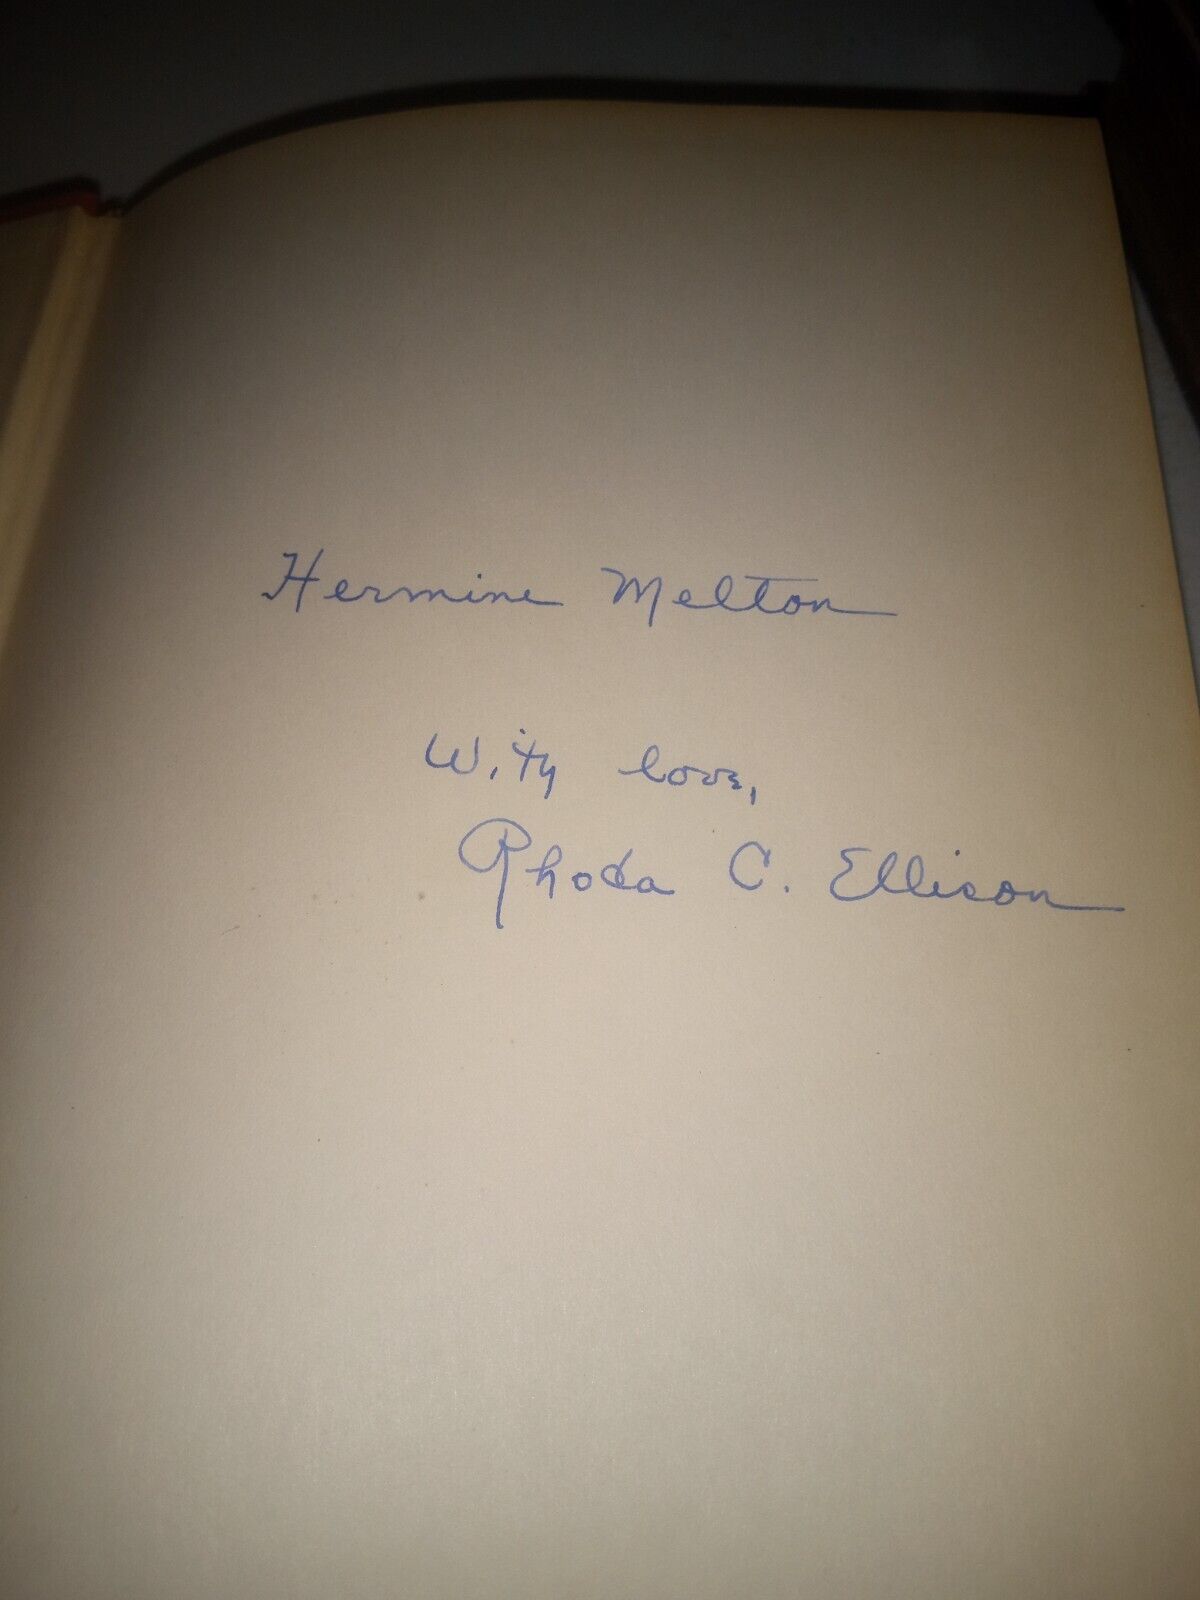 Hermine Melton
With love,
Rhoda C. Ellison